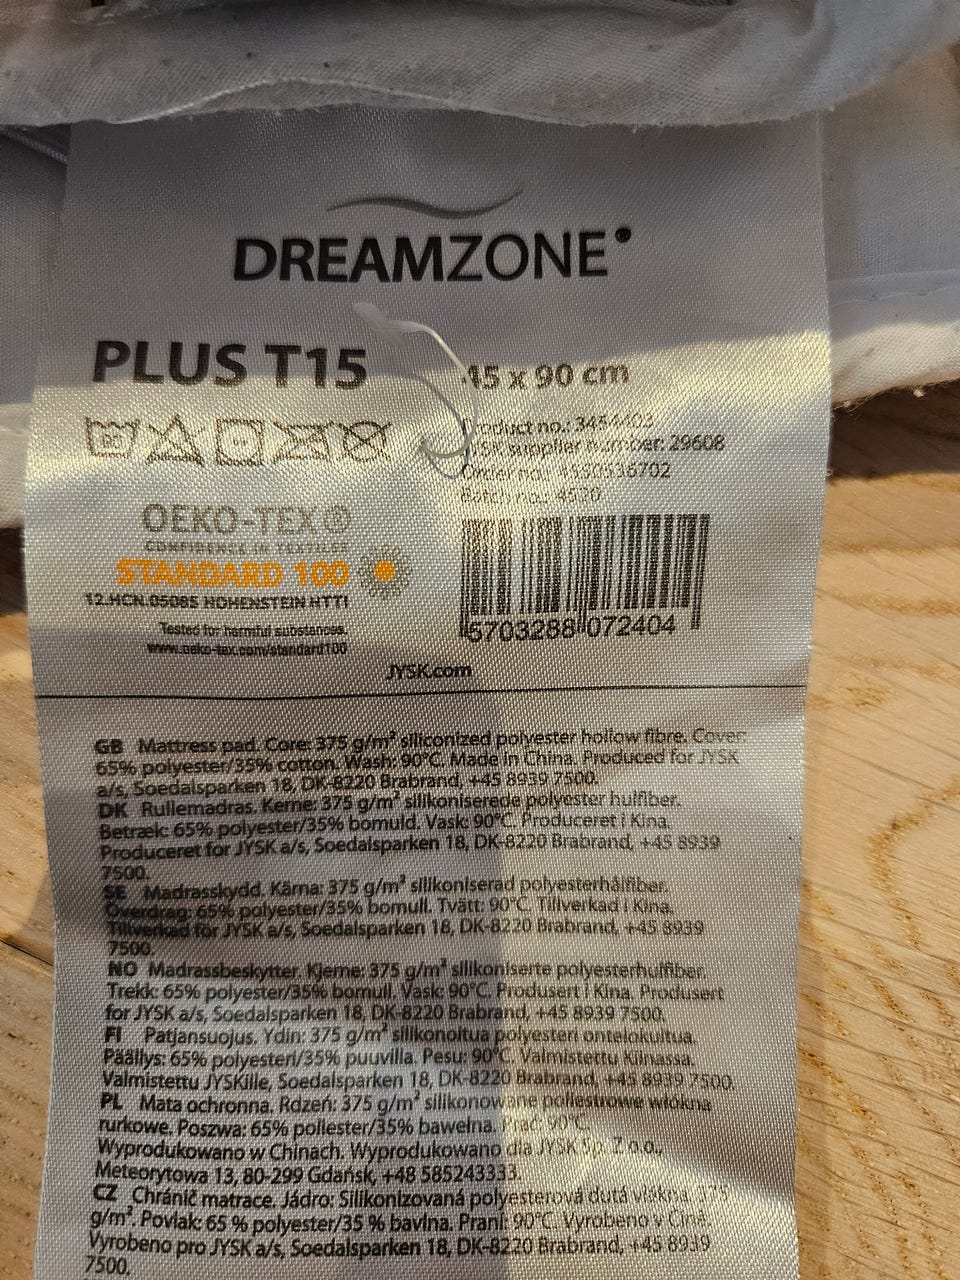 DREAMZONE
PLUS T15
45 x 90 cm
Product no.:
JYSK supplier number: 29608
Order no.: 4550536702
Batch no.:
OEKO-TEX®
CONFIDENCE IN TEXTILES
STANDARD 100
12.HCN.05085 HOHENSTEIN HTTI
Tested for harmful substances.
www.oeko-tex.com/standard100
5703288 072404
JYSK.com
GB Mattress pad. Core: 375 g/m² siliconized polyester hollow fibre. Cover:
65% polyester/35% cotton. Wash: 90°C. Made in China. Produced for JYSK
a/s, Soedalsparken 18, DK-8220 Brabrand, +45 8939 7500.
DK Rullemadras. Kerne: 375 g/m² silikoniserede polyester hulfiber.
Betræk: 65% polyester/35% bomuld. Vask: 90°C. Produceret i Kina.
Produceret for JYSK a/s, Soedalsparken 18, DK-8220 Brabrand, +45 8939
7500.
SE Madrasskydd. Kärna: 375 g/m² silikoniserad polyesterhålfiber.
Överdrag: 65% polyester/35% bomull. Tvätt: 90°C. Tillverkad i Kina.
Tillverkad för JYSK a/s, Soedalsparken 18, DK-8220 Brabrand, +45 8939
7500.
NO Madrassbeskytter. Kjerne: 375 g/m² silikoniserte polyesterhulfiber.
Trekk: 65% polyester/35% bomull. Vask: 90°C. Produsert i Kina. Produsert
for JYSK a/s, Soedalsparken 18, DK-8220 Brabrand, +45 8939 7500.
FI Patjansuojus. Ydin: 375 g/m² silikonoitua polyesteri ontelokuitua.
Päällys: 65% polyesteri/35% puuvilla. Pesu: 90°C. Valmistettu Kiinassa.
Valmistettu JYSKille, Soedalsparken 18, DK-8220 Brabrand, +45 8939 7500.
PL Mata ochronna. Rdzeń: 375 g/m² silikonowane poliestrowe włókna
rurkowe. Poszwa: 65% poliester/35% bawełna. Prać: 90°C.
Wyprodukowano w Chinach. Wyprodukowano dla JYSK Sp. Z o.o.,
Meteorytowa 13, 80-299 Gdańsk, +48 585243333.
CZ Chránič matrace. Jádro: Silikonizovaná polyesterová dutá vlákna, 375
g/m². Povlak: 65 % polyester/35 % bavlna. Praní: 90°C. Vyrobeno v Číně.
Vyrobeno pro JYSK a/s, Soedalsparken 18, DK-8220 Brabrand, +45 8939
7500.